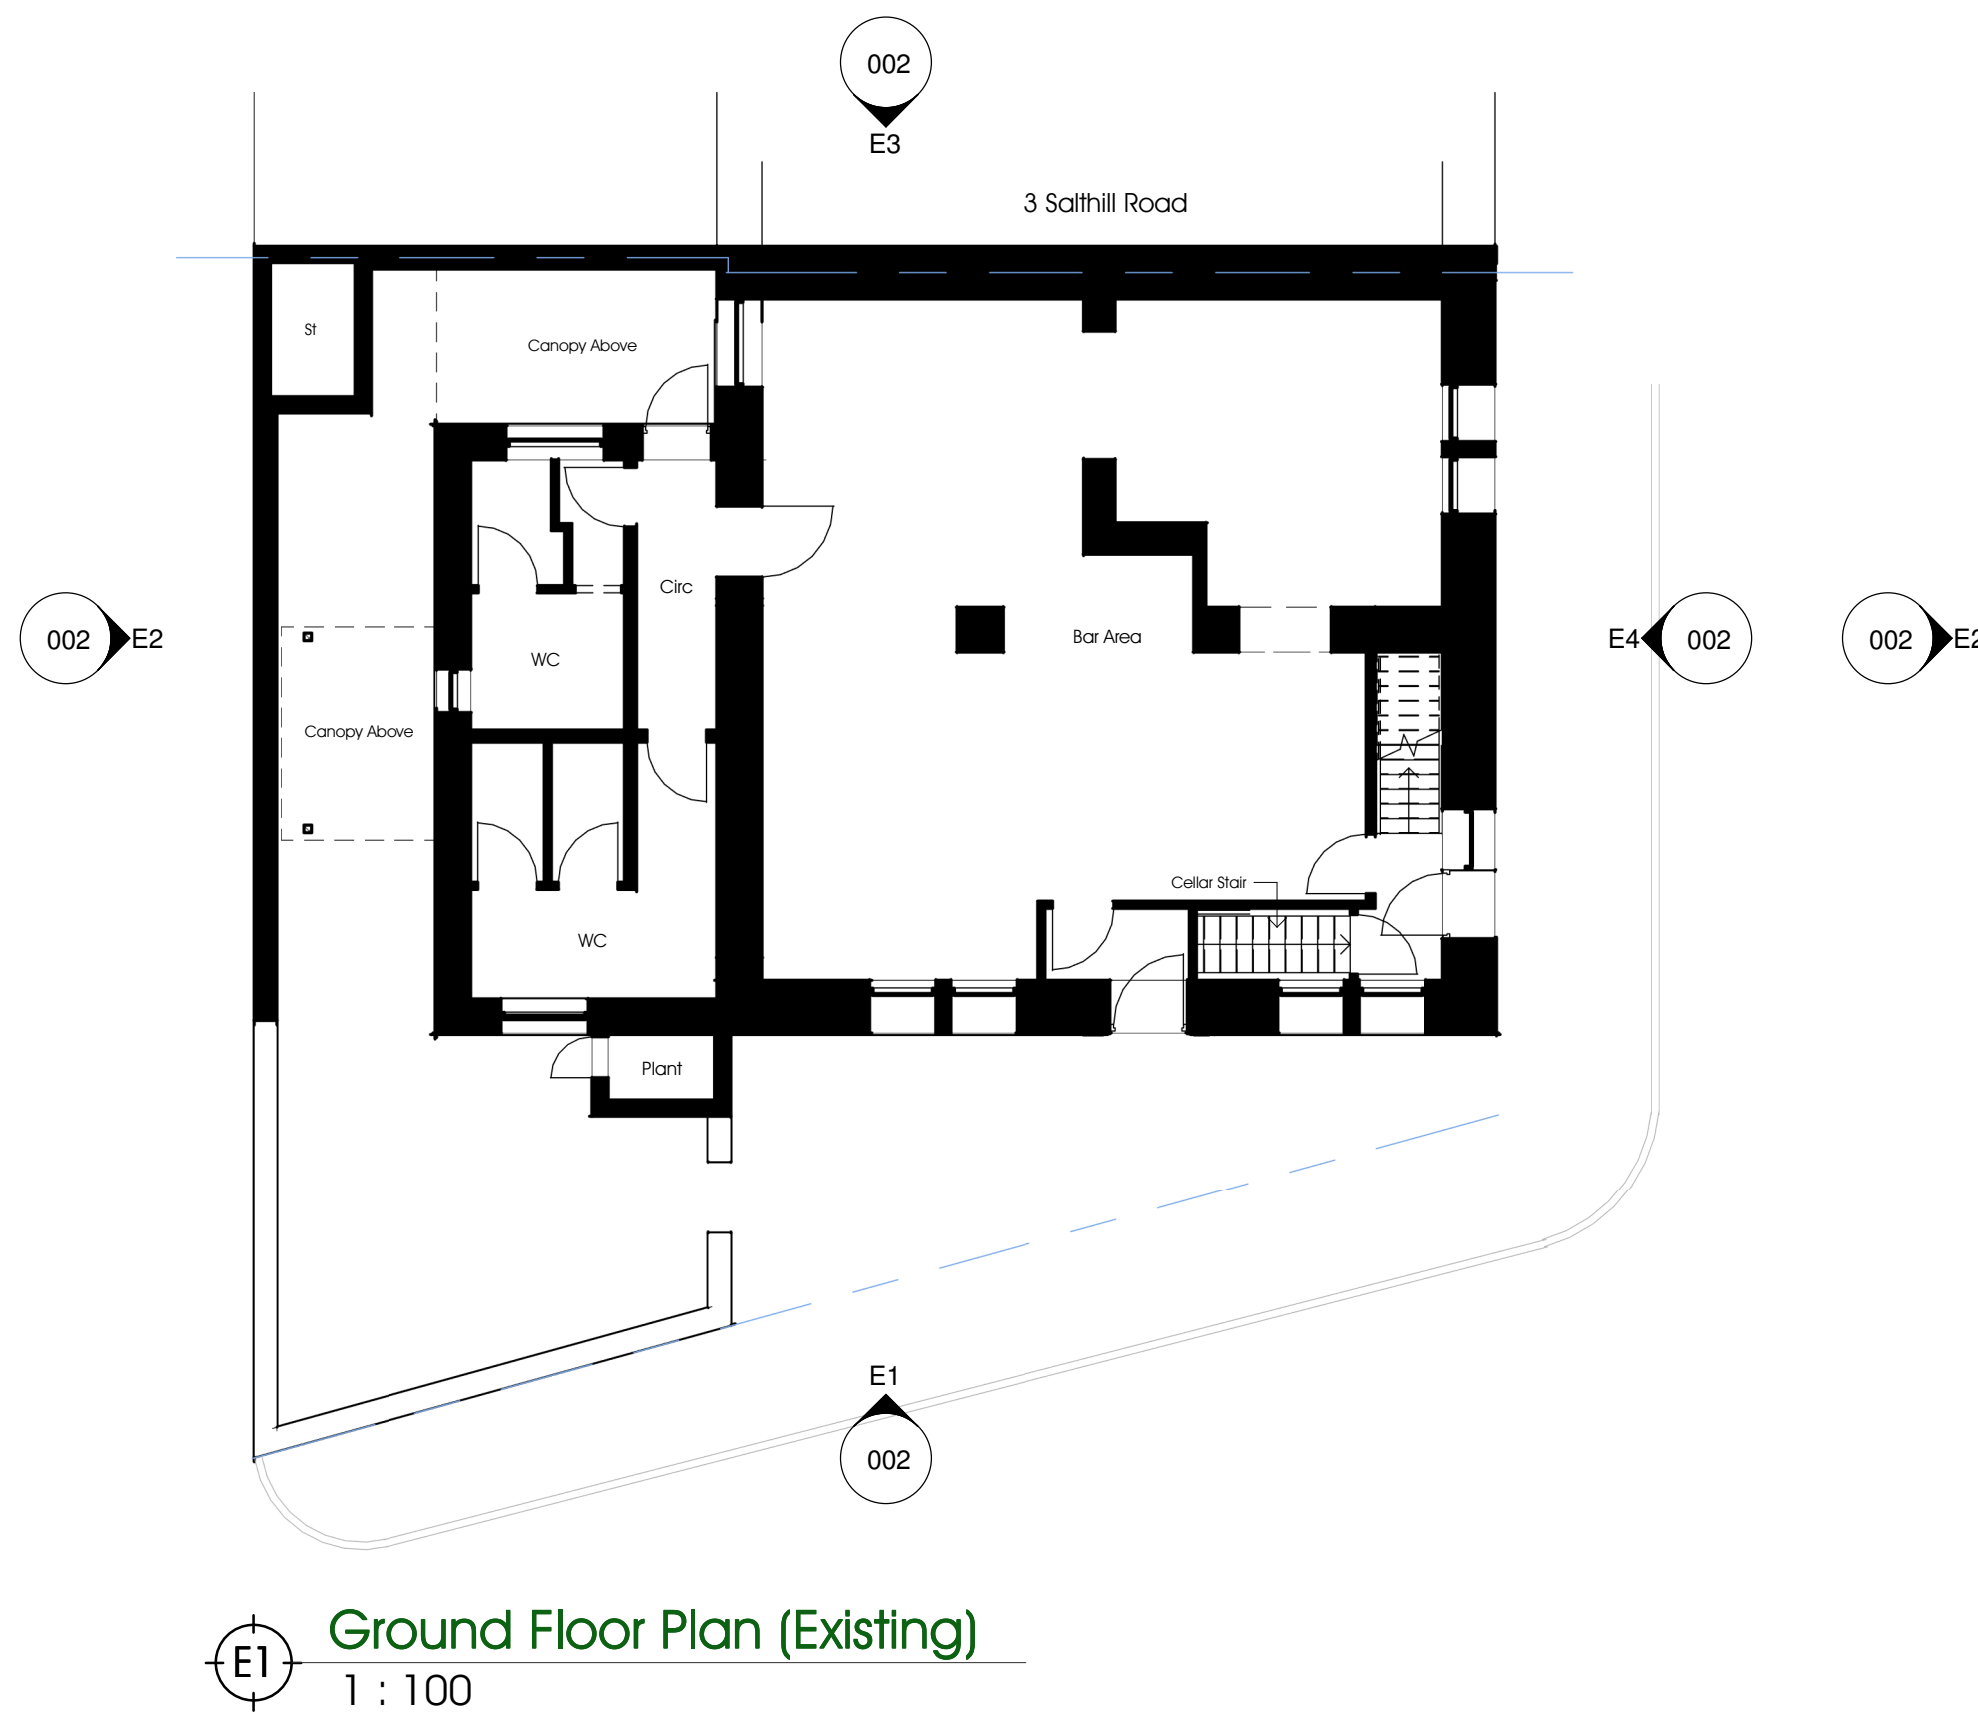 002
E3
3 Salthill Road
St
Canopy Above
Circ
002
E2
WC
Bar Area
E4
002
002
E2
Canopy Above
Cellar Stair
WC
Plant
E1
002
E1
Ground Floor Plan (Existing)
1 : 100